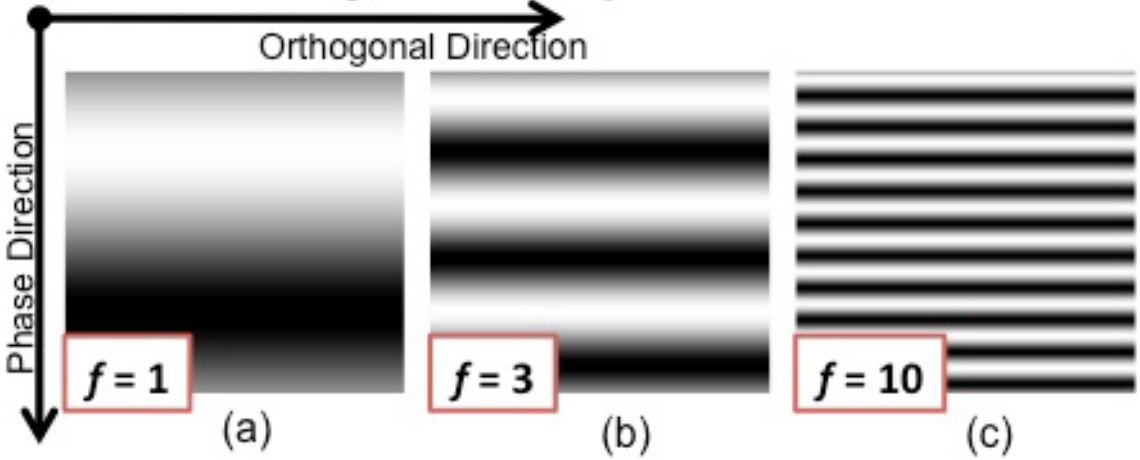 Orthogonal Direction
Phase Direction
f = 1
f = 3
f = 10
(a)
(b)
(c)